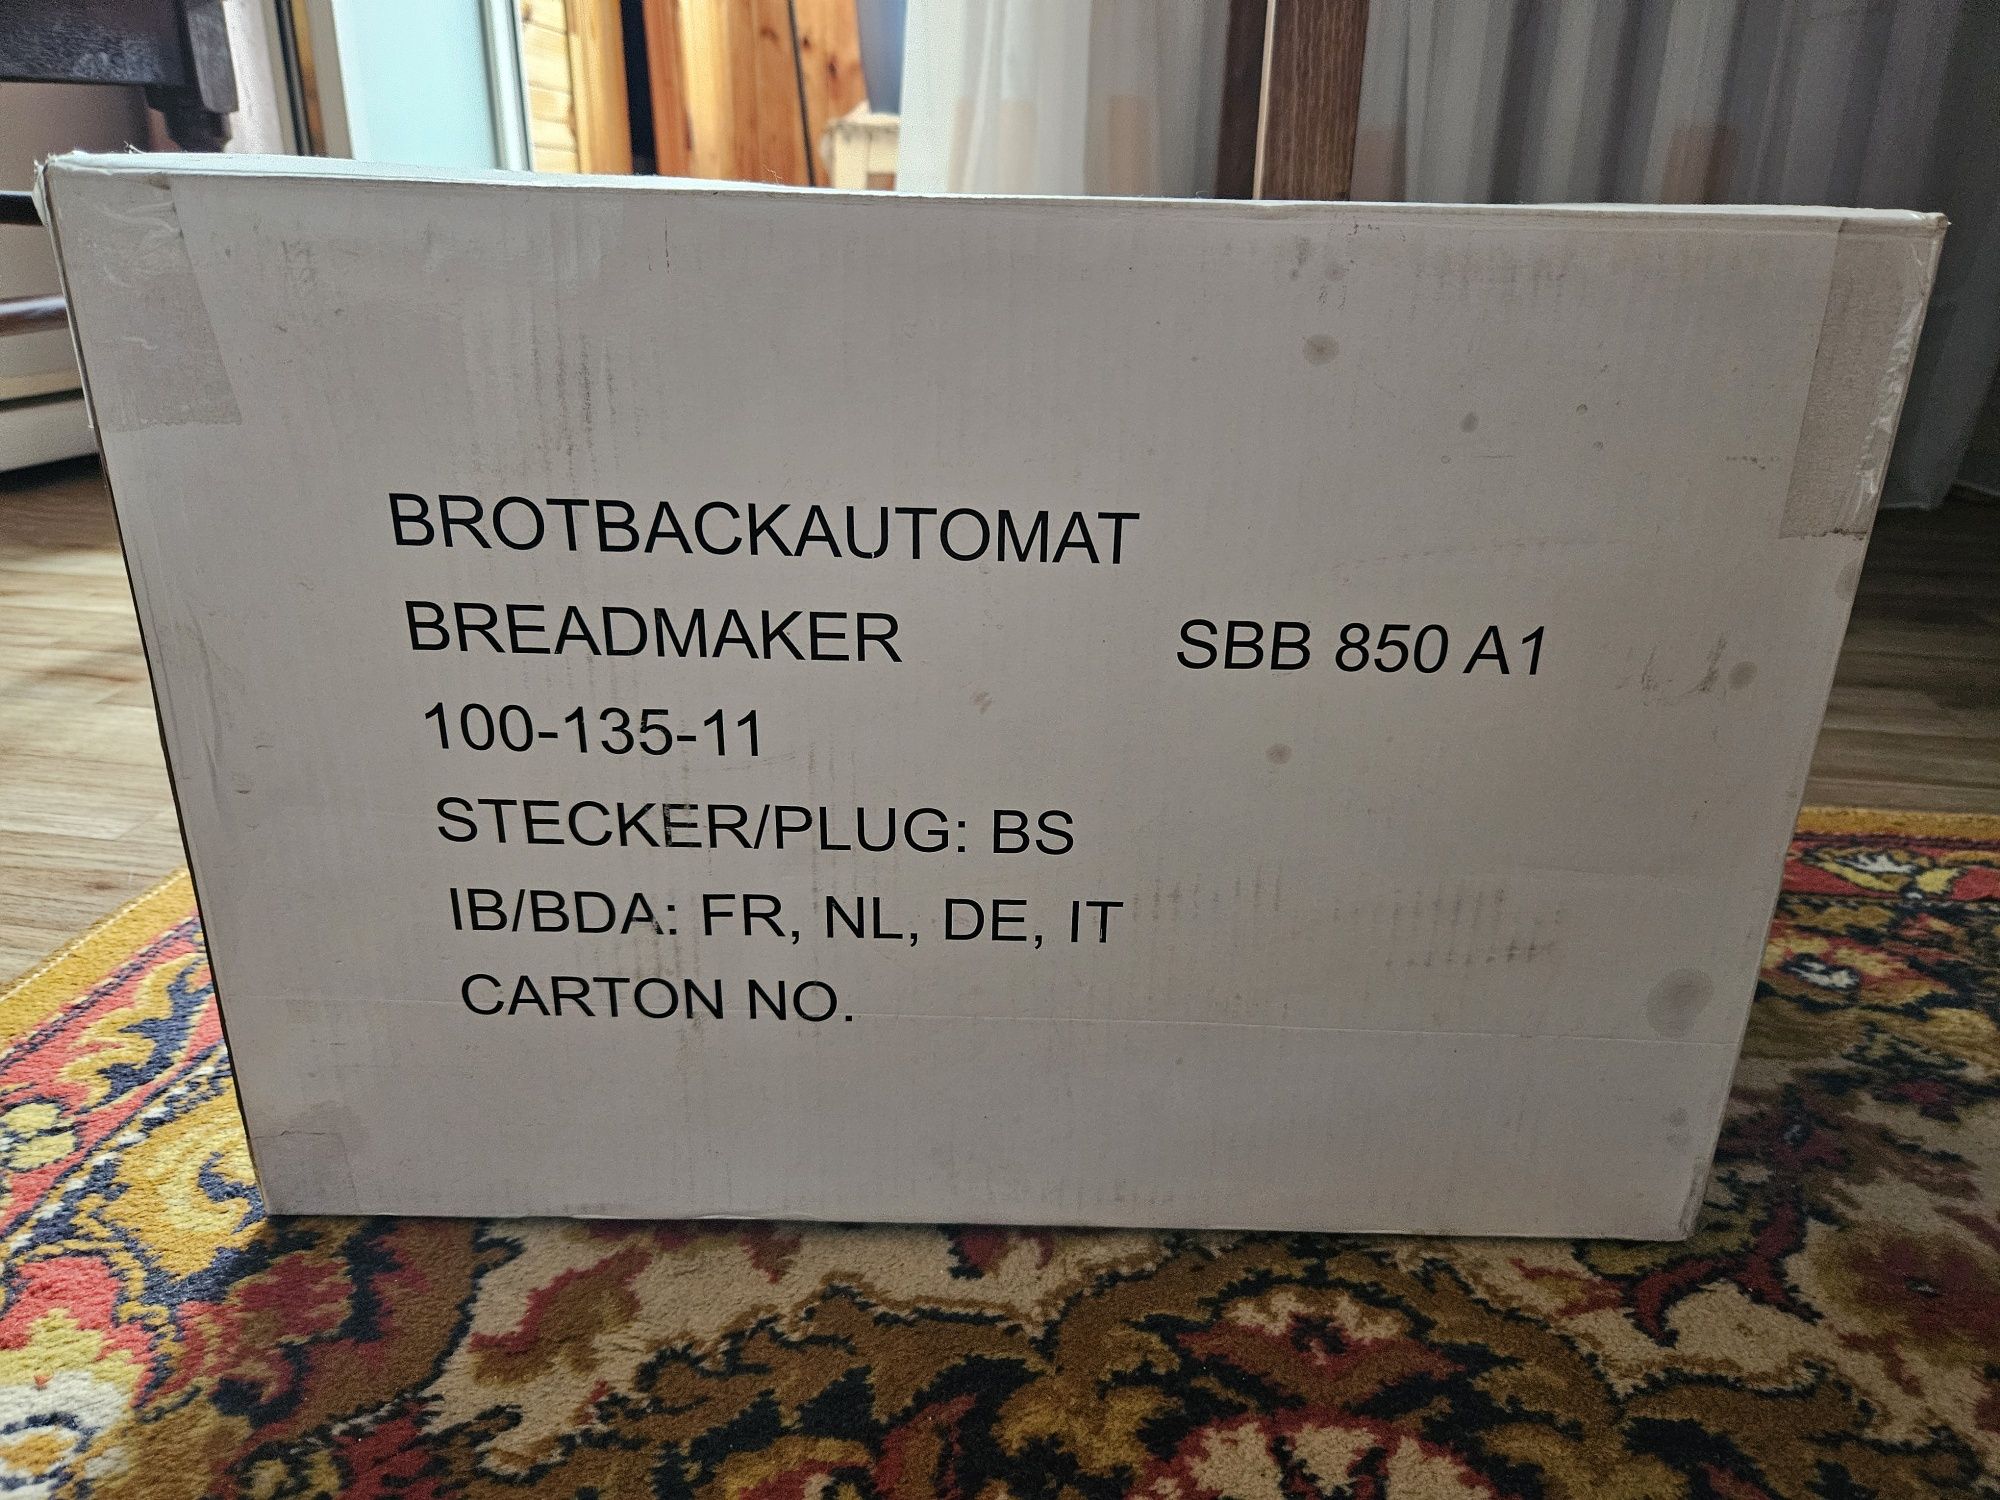 BROTBACKAUTOMAT
BREADMAKER SBB 850 A1
100-135-11
STECKER/PLUG: BS
IB/BDA: FR, NL, DE, IT
CARTON NO.